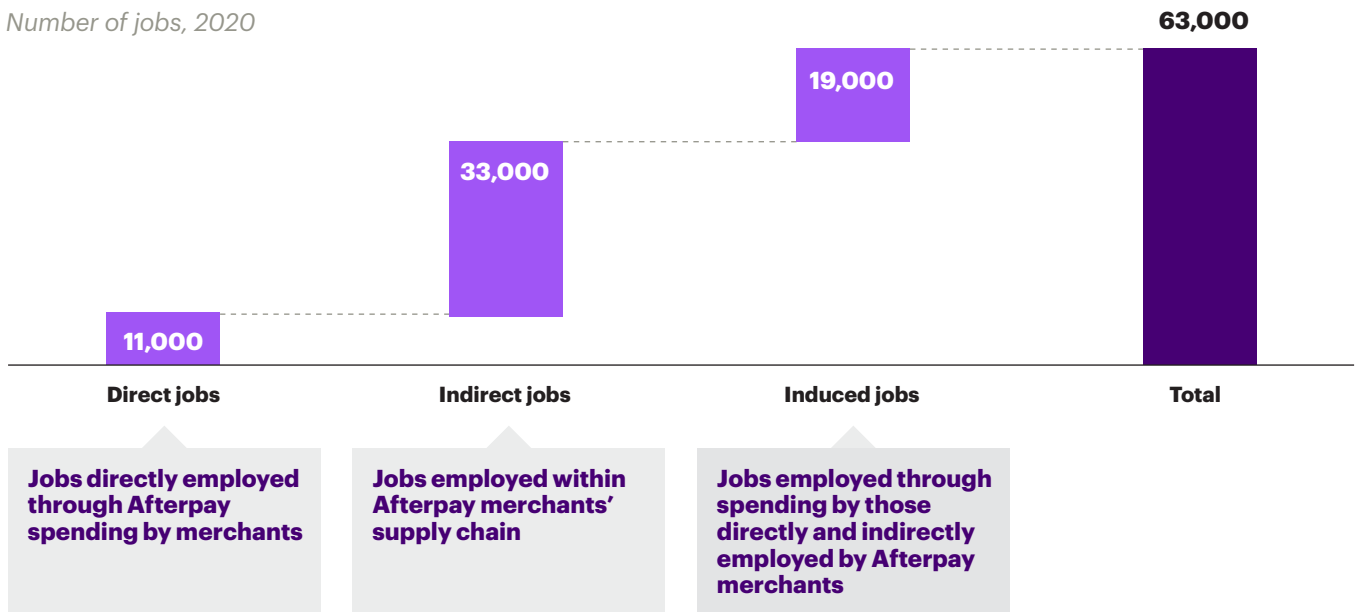 Number of jobs, 2020
63,000
19,000
33,000
11,000
Direct jobs
Indirect jobs
Induced jobs
Total
Jobs directly employed
through Afterpay
spending by merchants
Jobs employed within
Afterpay merchants’
supply chain
Jobs employed through
spending by those
directly and indirectly
employed by Afterpay
merchants